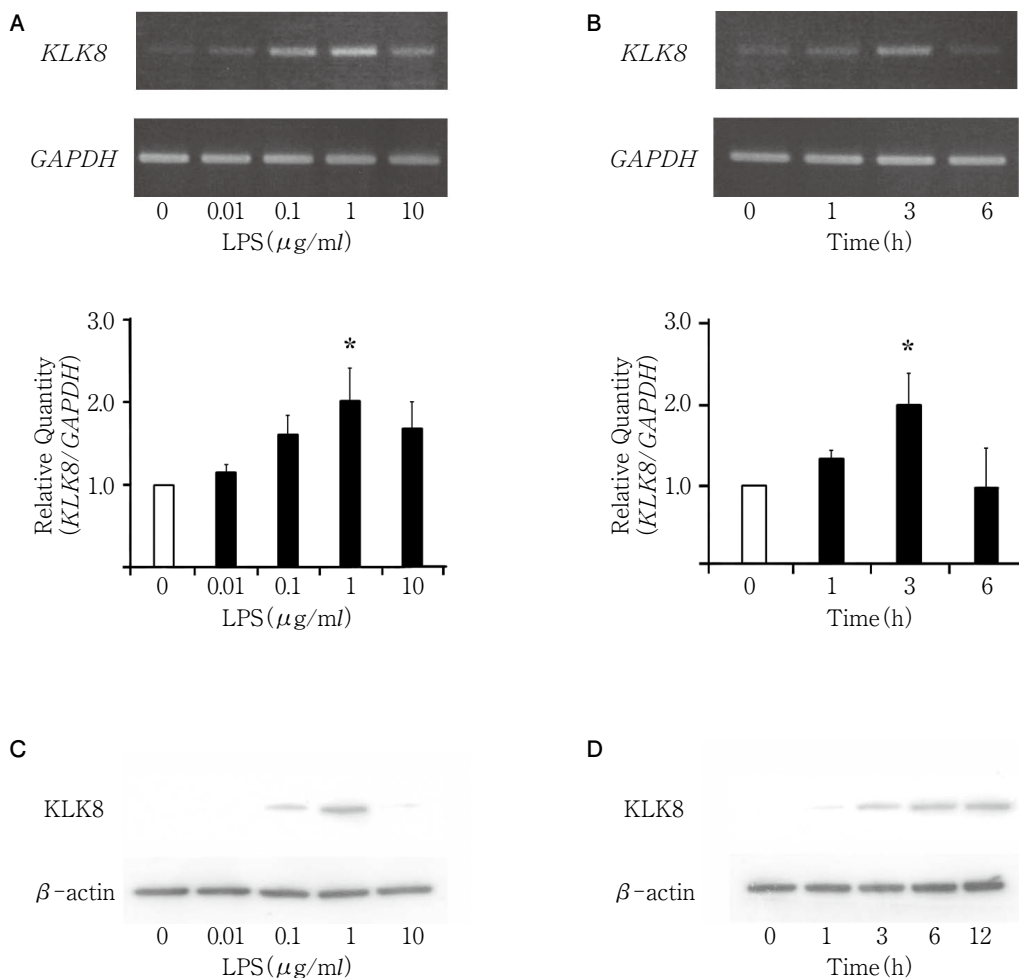 A
KLK8
GAPDH
0 0.01 0.1 1 10
LPS(μg/ml)
3.0
2.0
1.0
Relative Quantity
(KLK8/GAPDH)
*
0 0.01 0.1 1 10
LPS(μg/ml)
B
KLK8
GAPDH
0 1 3 6
Time(h)
3.0
2.0
1.0
Relative Quantity
(KLK8/GAPDH)
*
0 1 3 6
Time(h)
C
KLK8
β-actin
0 0.01 0.1 1 10
LPS(μg/ml)
D
KLK8
β-actin
0 1 3 6 12
Time(h)